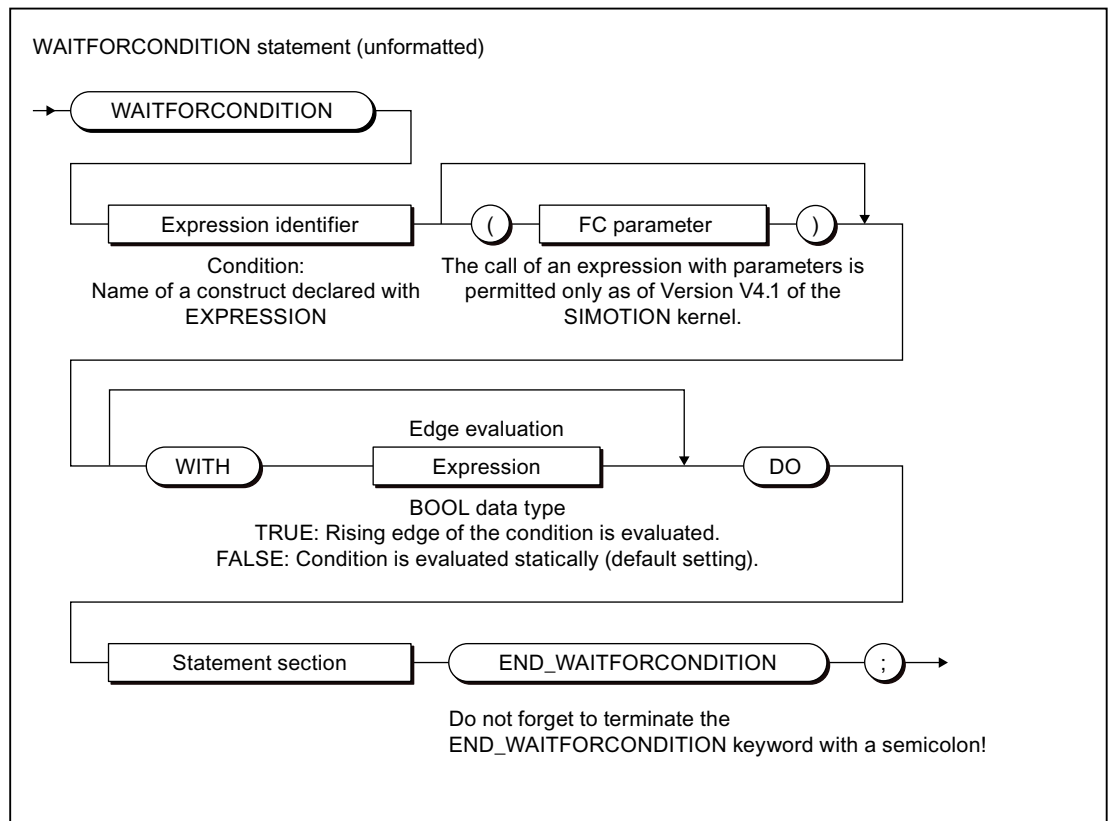 WAITFORCONDITION statement (unformatted)
WAITFORCONDITION
Expression identifier
( FC parameter )
Condition:
Name of a construct declared with
EXPRESSION
The call of an expression with parameters is
permitted only as of Version V4.1 of the
SIMOTION kernel.
Edge evaluation
WITH Expression DO
BOOL data type
TRUE: Rising edge of the condition is evaluated.
FALSE: Condition is evaluated statically (default setting).
Statement section END_WAITFORCONDITION ;
Do not forget to terminate the
END_WAITFORCONDITION keyword with a semicolon!